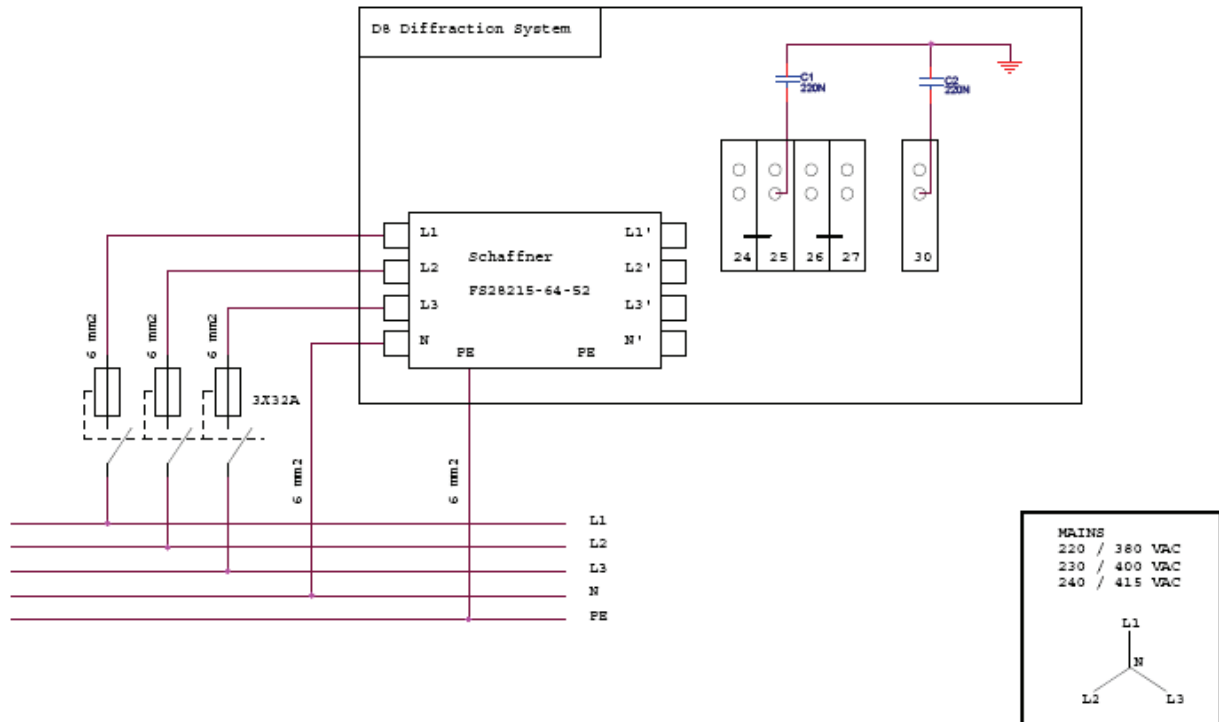 D8 Diffraction System
C1
220N
C2
220N
24 25 26 27 30
L1 L1'
Schaffner
L2 L2'
FS28215-64-52
L3 L3'
N N'
PE PE
6 mm2
6 mm2
6 mm2
3X32A
6 mm2
6 mm2
L1
L2
L3
N
PE
MAINS
220 / 380 VAC
230 / 400 VAC
240 / 415 VAC
L1
N
L2 L3